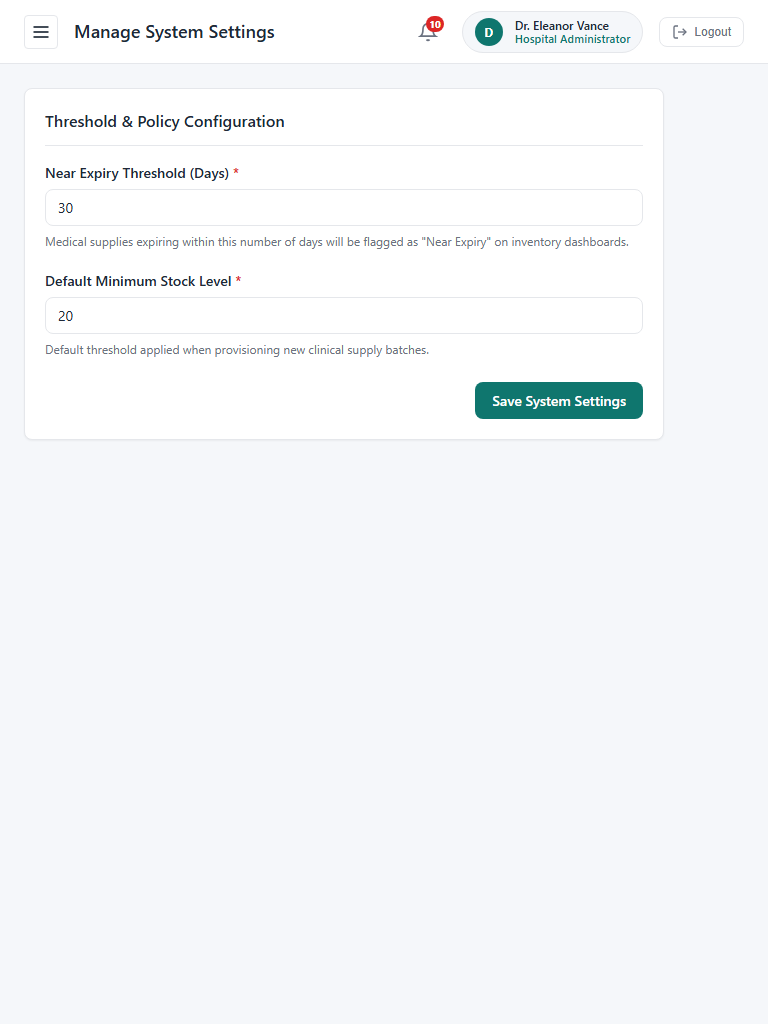 Manage System Settings
10
D
Dr. Eleanor Vance
Hospital Administrator
Logout
Threshold & Policy Configuration
Near Expiry Threshold (Days) *
30
Medical supplies expiring within this number of days will be flagged as "Near Expiry" on inventory dashboards.
Default Minimum Stock Level *
20
Default threshold applied when provisioning new clinical supply batches.
Save System Settings